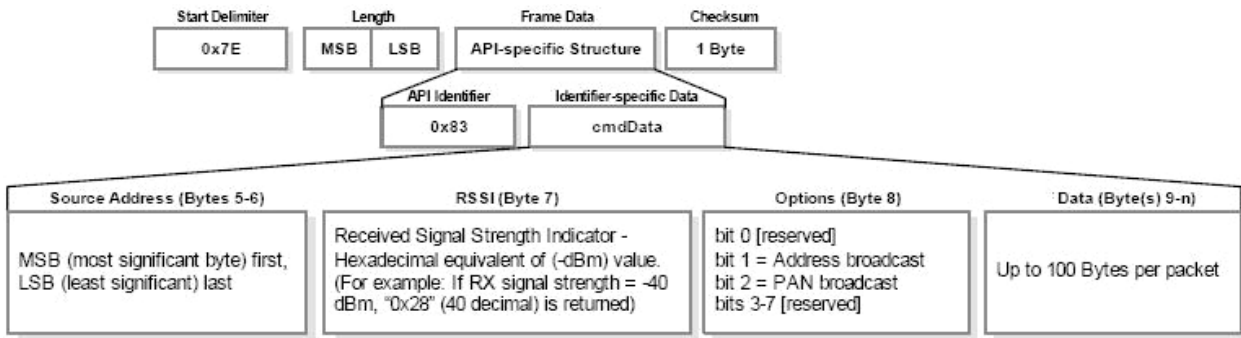 Start Delimiter
Length
Frame Data
Checksum
0x7E
MSB
LSB
API-specific Structure
1 Byte
API Identifier
Identifier-specific Data
0x83
cmdData
Source Address (Bytes 5-6)
MSB (most significant byte) first,
LSB (least significant) last
RSSI (Byte 7)
Received Signal Strength Indicator -
Hexadecimal equivalent of (-dBm) value.
(For example: If RX signal strength = -40
dBm, “0x28” (40 decimal) is returned)
Options (Byte 8)
bit 0 [reserved]
bit 1 = Address broadcast
bit 2 = PAN broadcast
bits 3-7 [reserved]
Data (Byte(s) 9-n)
Up to 100 Bytes per packet